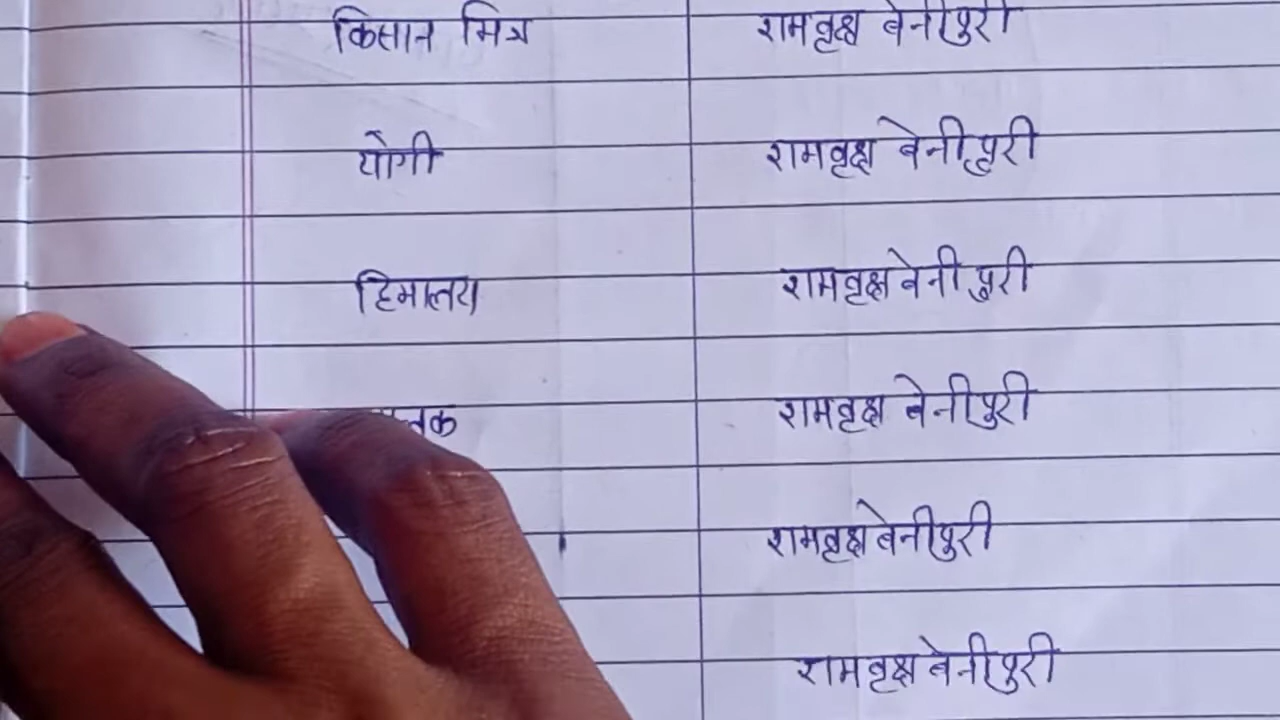 किसान मित्र रामवृक्ष बेनीपुरी
योगी रामवृक्ष बेनीपुरी
हिमालय रामवृक्ष बेनीपुरी
रामवृक्ष बेनीपुरी
रामवृक्ष बेनीपुरी
रामवृक्ष बेनीपुरी